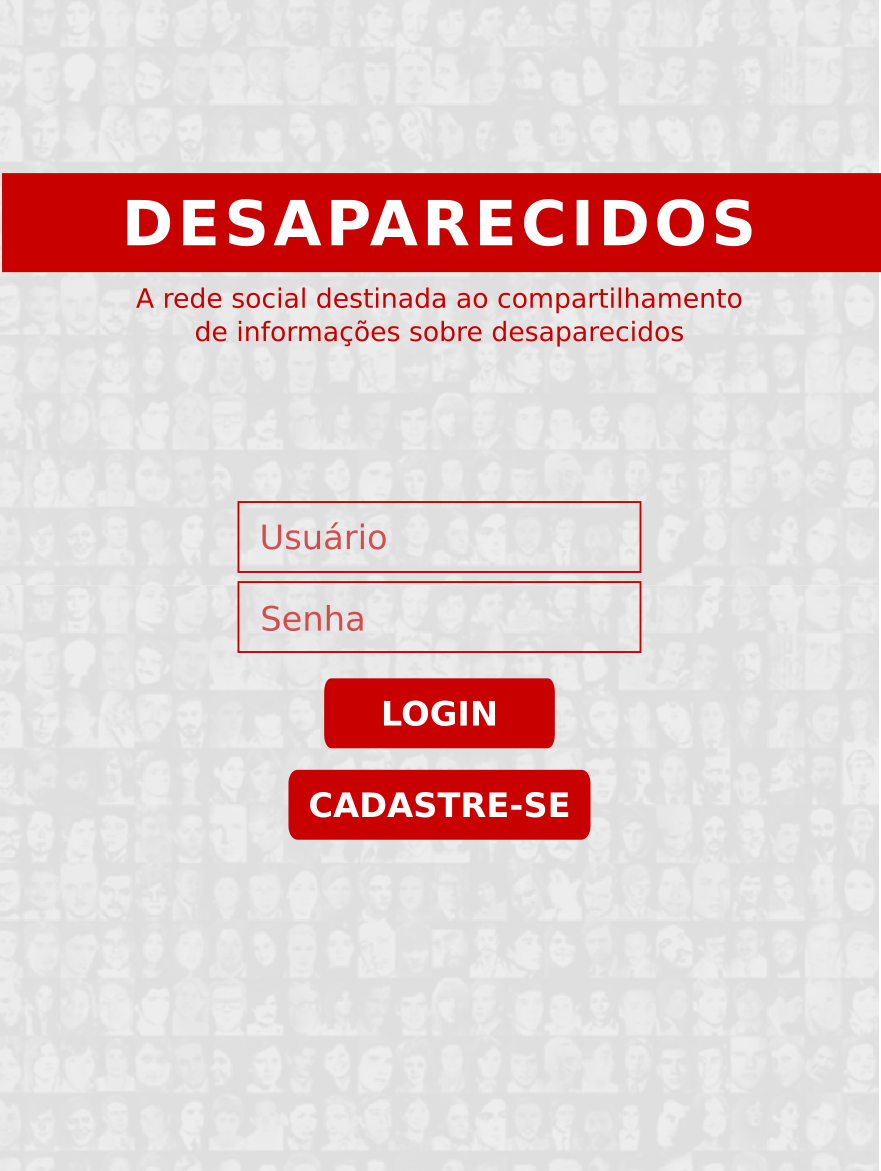 DESAPARECIDOS
A rede social destinada ao compartilhamento
de informações sobre desaparecidos
Usuário
Senha
LOGIN
CADASTRE-SE